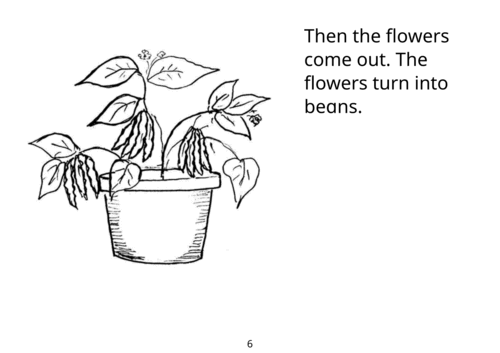 Then the flowers
come out. The
flowers turn into
beans.
6